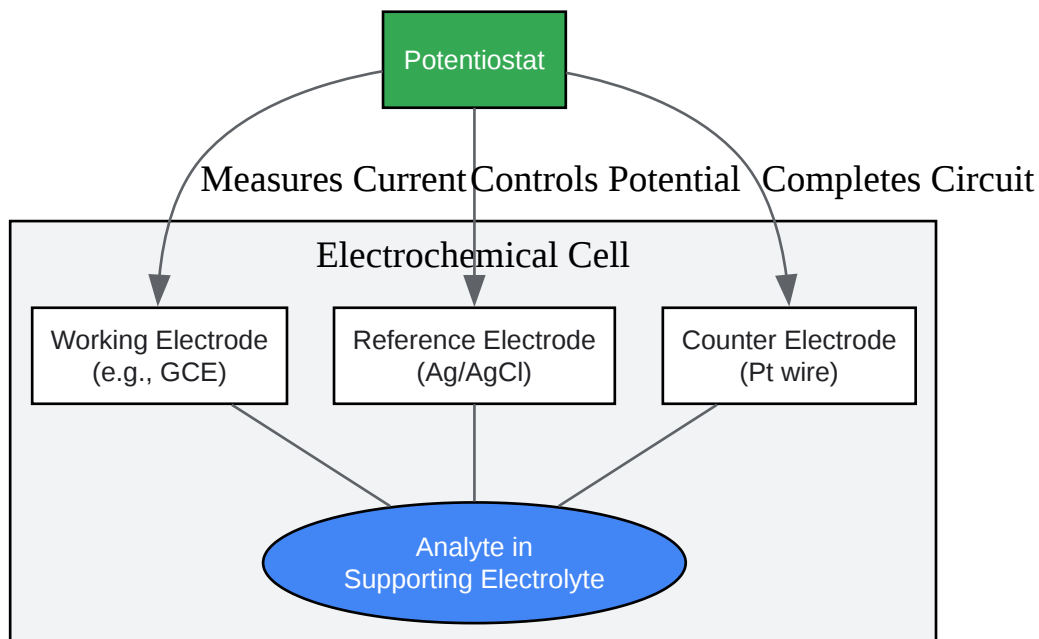 Potentiostat
Measures Current
Controls Potential
Completes Circuit
Electrochemical Cell
Working Electrode
(e.g., GCE)
Reference Electrode
(Ag/AgCl)
Counter Electrode
(Pt wire)
Analyte in
Supporting Electrolyte